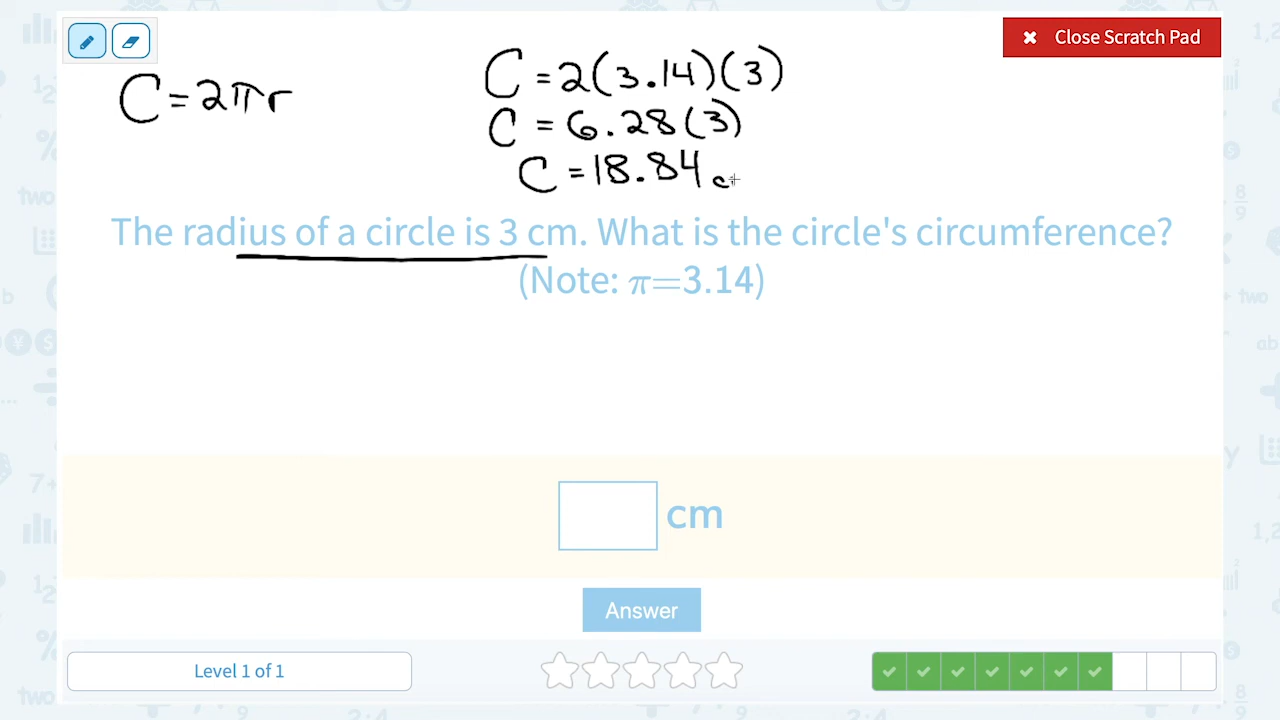 Close Scratch Pad
C = 2πr
C = 2(3.14)(3)
C = 6.28(3)
C = 18.84 c
The radius of a circle is 3 cm. What is the circle's circumference?
(Note: π=3.14)
cm
Answer
Level 1 of 1